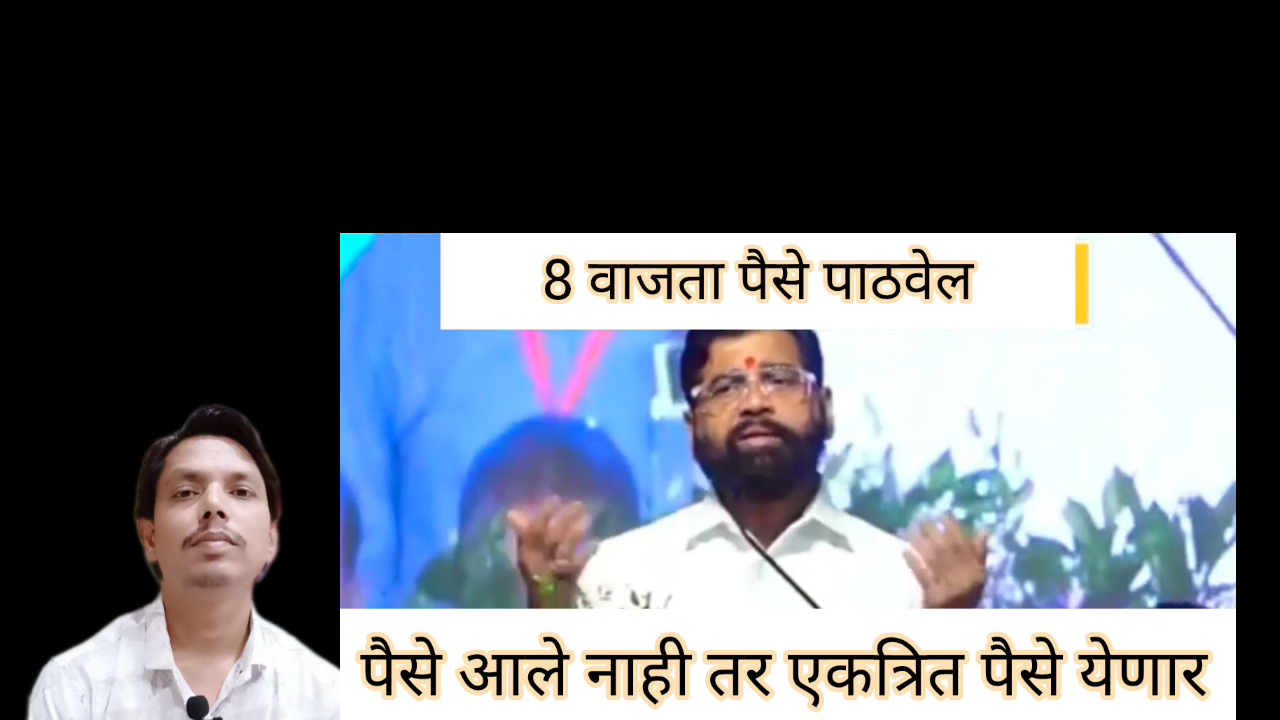 8 वाजता पैसे पाठवेल
पैसे आले नाही तर एकत्रित पैसे येणार